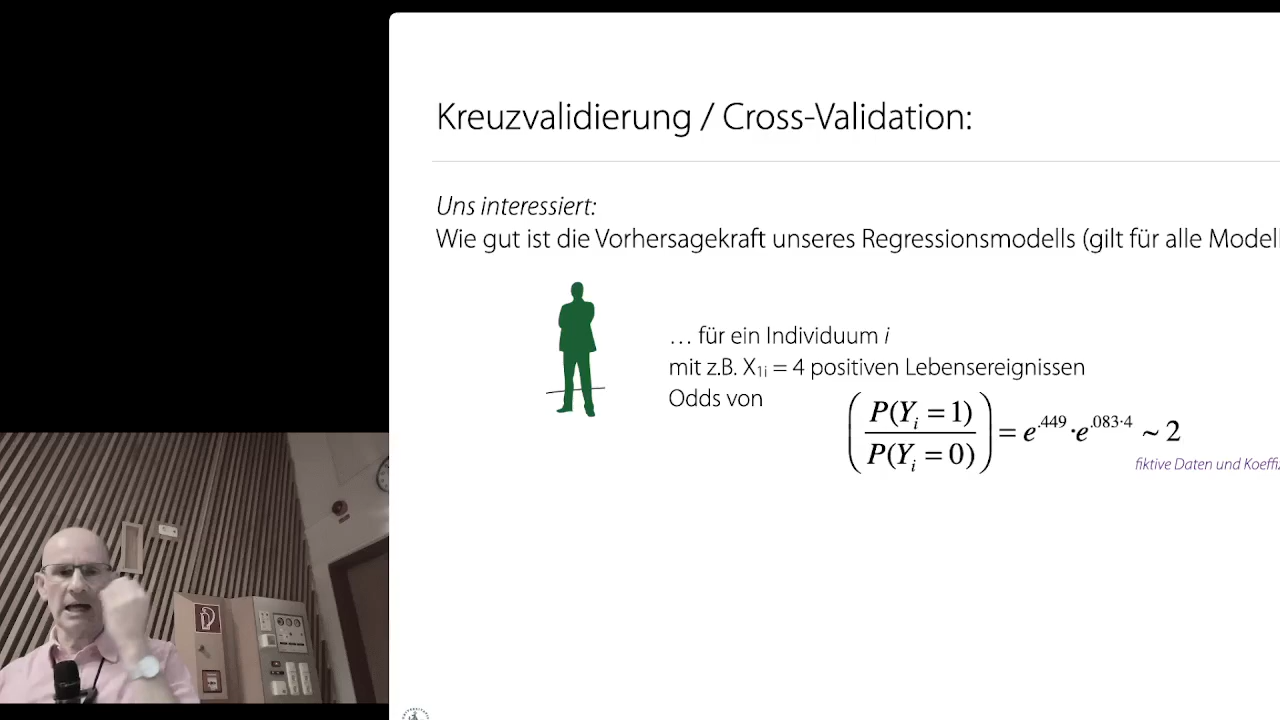 Kreuzvalidierung / Cross-Validation:
Uns interessiert:
Wie gut ist die Vorhersagekraft unseres Regressionsmodells (gilt für alle Modell
… für ein Individuum i
mit z.B. X₁ᵢ = 4 positiven Lebensereignissen
Odds von
(P(Yᵢ = 1) / P(Yᵢ = 0)) = e^.449 · e^.083·4 ~ 2
fiktive Daten und Koeffiz